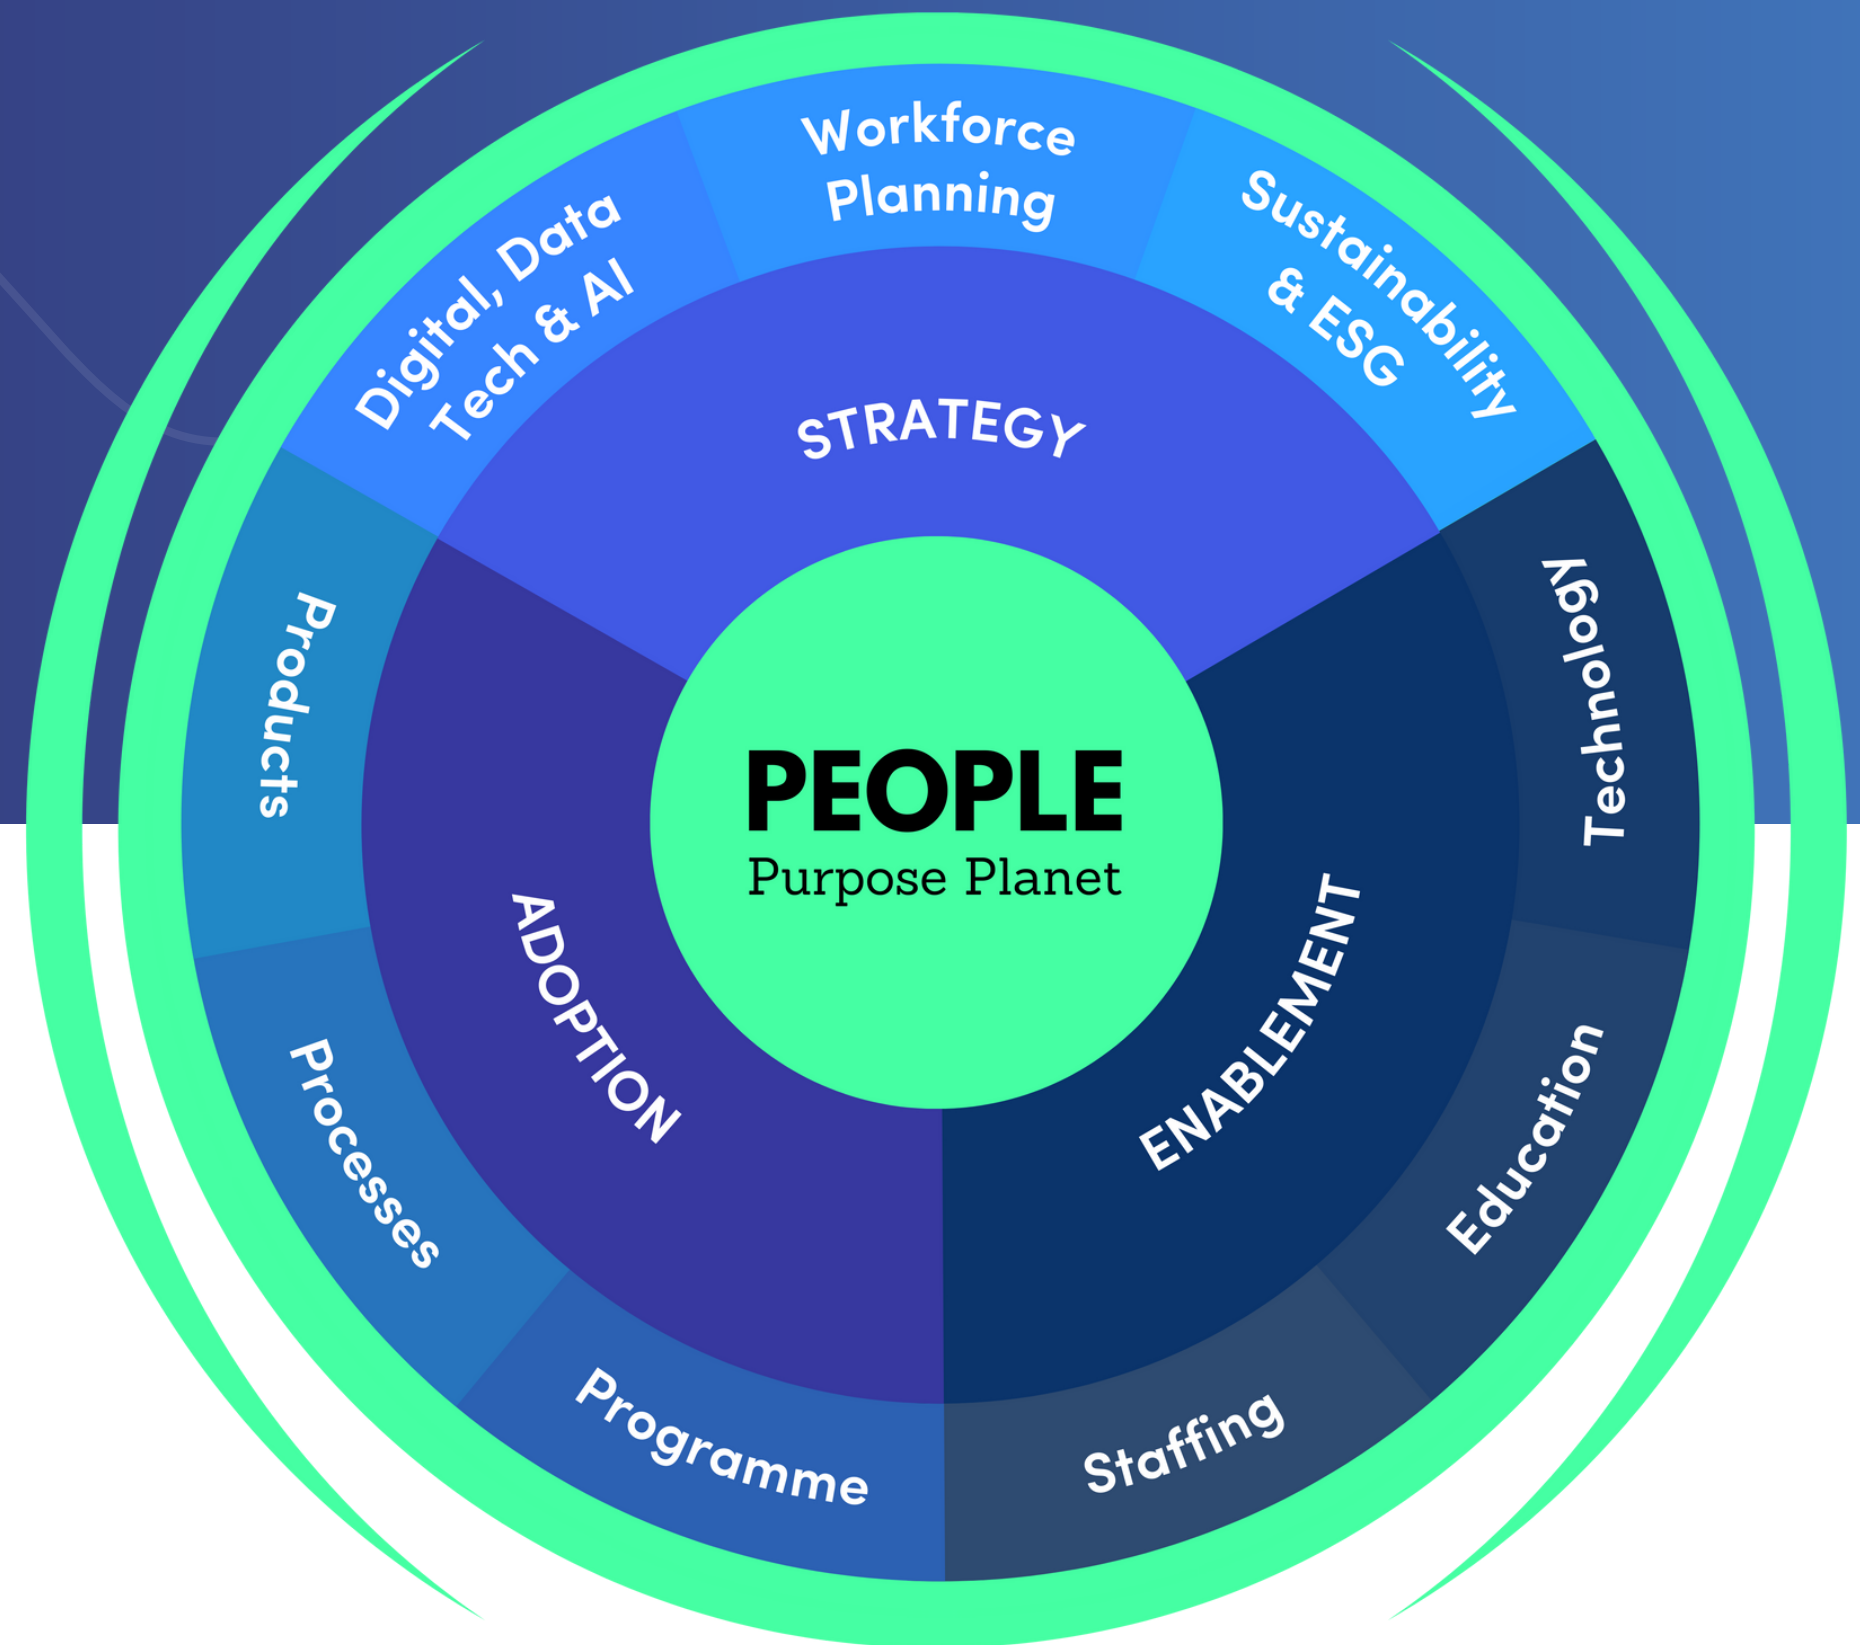 Workforce
Planning
Sustainability
& ESG
Digital, Data
Tech & AI
STRATEGY
Technology
Products
PEOPLE
Purpose Planet
ADOPTION
ENABLEMENT
Education
Processes
Programme
Staffing